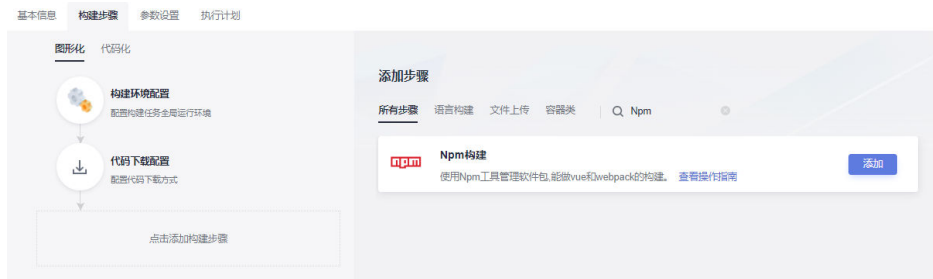 基本信息 构建步骤 参数设置 执行计划
图形化 代码化
构建环境配置
配置构建任务全局运行环境
代码下载配置
配置代码下载方式
点击添加构建步骤
添加步骤
所有步骤 语言构建 文件上传 容器类 Npm
npm
Npm构建
使用Npm工具管理软件包,能做vue和webpack的构建。 查看操作指南
添加